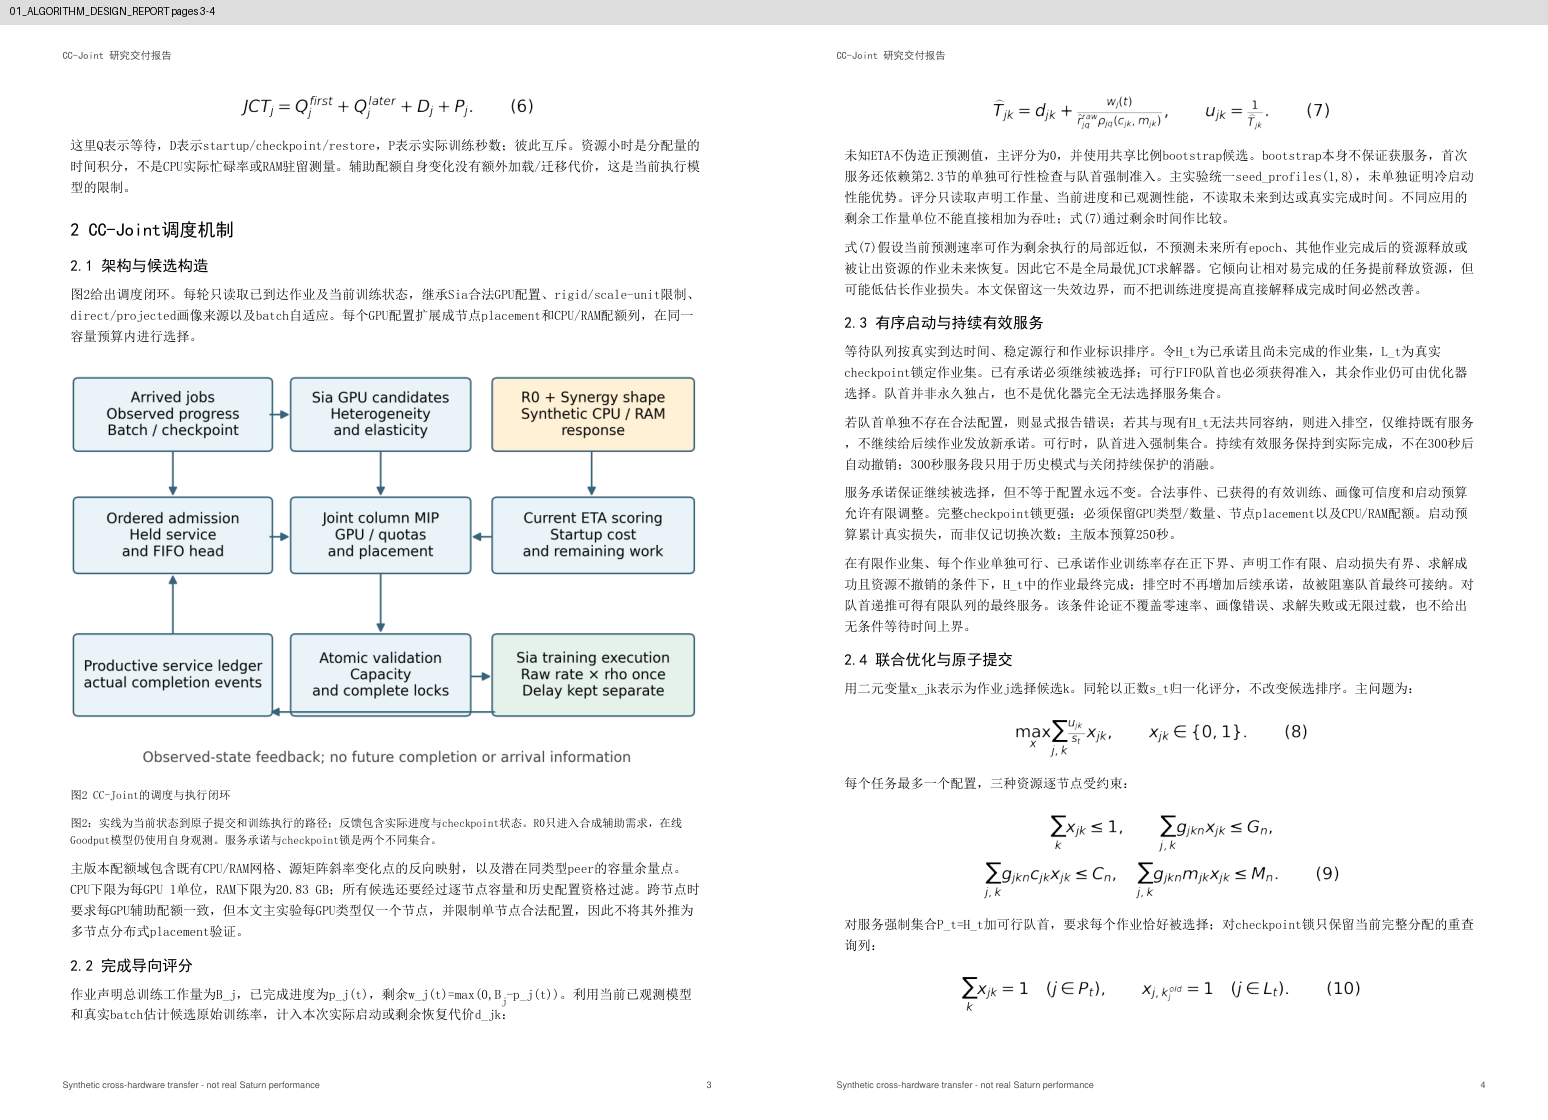 01_ALGORITHM_DESIGN_REPORT pages 3-4
CC-Joint 研究交付报告
JCT_j = Q_j^{first} + Q_j^{later} + D_j + P_j. (6)
这里Q表示等待，D表示startup/checkpoint/restore，P表示实际训练秒数；彼此互斥。资源小时是分配量的
时间积分，不是CPU实际忙碌率或RAM驻留测量。辅助配额自身变化没有额外加载/迁移代价，这是当前执行模
型的限制。
2 CC-Joint调度机制
2.1 架构与候选构造
图2给出调度闭环。每轮只读取已到达作业及当前训练状态，继承Sia合法GPU配置、rigid/scale-unit限制、
direct/projected画像来源以及batch自适应。每个GPU配置扩展成节点placement和CPU/RAM配额列，在同一
容量预算内进行选择。
Arrived jobs
Observed progress
Batch / checkpoint
Sia GPU candidates
Heterogeneity
and elasticity
R0 + Synergy shape
Synthetic CPU / RAM
response
Ordered admission
Held service
and FIFO head
Joint column MIP
GPU / quotas
and placement
Current ETA scoring
Startup cost
and remaining work
Productive service ledger
actual completion events
Atomic validation
Capacity
and complete locks
Sia training execution
Raw rate × rho once
Delay kept separate
Observed-state feedback; no future completion or arrival information
图2 CC-Joint的调度与执行闭环
图2：实线为当前状态到原子提交和训练执行的路径；反馈包含实际进度与checkpoint状态。R0只进入合成辅助需求，在线
Goodput模型仍使用自身观测。服务承诺与checkpoint锁是两个不同集合。
主版本配额域包含既有CPU/RAM网格、源矩阵斜率变化点的反向映射，以及潜在同类型peer的容量余量点。
CPU下限为每GPU 1单位，RAM下限为20.83 GB；所有候选还要经过逐节点容量和历史配置资格过滤。跨节点时
要求每GPU辅助配额一致，但本文主实验每GPU类型仅一个节点，并限制单节点合法配置，因此不将其外推为
多节点分布式placement验证。
2.2 完成导向评分
作业声明总训练工作量为B_j，已完成进度为p_j(t)，剩余w_j(t)=max(0,B_j-p_j(t))。利用当前已观测模型
和真实batch估计候选原始训练率，计入本次实际启动或剩余恢复代价d_jk：
Synthetic cross-hardware transfer - not real Saturn performance
3
CC-Joint 研究交付报告
\widehat{T}_{jk} = d_{jk} + \frac{w_j(t)}{\hat{r}_{jq}^{raw} ρ_{jq}(c_{jk}, m_{jk})}, u_{jk} = \frac{1}{\widehat{T}_{jk}}. (7)
未知ETA不伪造正预测值，主评分为0，并使用共享比例bootstrap候选。bootstrap本身不保证获服务，首次
服务还依赖第2.3节的单独可行性检查与队首强制准入。主实验统一seed_profiles(1,8)，未单独证明冷启动
性能优势。评分只读取声明工作量、当前进度和已观测性能，不读取未来到达或真实完成时间。不同应用的
剩余工作量单位不能直接相加为吞吐；式(7)通过剩余时间作比较。
式(7)假设当前预测速率可作为剩余执行的局部近似，不预测未来所有epoch、其他作业完成后的资源释放或
被让出资源的作业未来恢复。因此它不是全局最优JCT求解器。它倾向让相对易完成的任务提前释放资源，但
可能低估长作业损失。本文保留这一失效边界，而不把训练进度提高直接解释成完成时间必然改善。
2.3 有序启动与持续有效服务
等待队列按真实到达时间、稳定源行和作业标识排序。令H_t为已承诺且尚未完成的作业集，L_t为真实
checkpoint锁定作业集。已有承诺必须继续被选择；可行FIFO队首也必须获得准入，其余作业仍可由优化器
选择。队首并非永久独占，也不是优化器完全无法选择服务集合。
若队首单独不存在合法配置，则显式报告错误；若其与现有H_t无法共同容纳，则进入排空，仅维持既有服务
，不继续给后续作业发放新承诺。可行时，队首进入强制集合。持续有效服务保持到实际完成，不在300秒后
自动撤销；300秒服务段只用于历史模式与关闭持续保护的消融。
服务承诺保证继续被选择，但不等于配置永远不变。合法事件、已获得的有效训练、画像可信度和启动预算
允许有限调整。完整checkpoint锁更强：必须保留GPU类型/数量、节点placement以及CPU/RAM配额。启动预
算累计真实损失，而非仅记切换次数；主版本预算250秒。
在有限作业集、每个作业单独可行、已承诺作业训练率存在正下界、声明工作有限、启动损失有界、求解成
功且资源不撤销的条件下，H_t中的作业最终完成；排空时不再增加后续承诺，故被阻塞队首最终可接纳。对
队首递推可得有限队列的最终服务。该条件论证不覆盖零速率、画像错误、求解失败或无限过载，也不给出
无条件等待时间上界。
2.4 联合优化与原子提交
用二元变量x_jk表示为作业j选择候选k。同轮以正数s_t归一化评分，不改变候选排序。主问题为：
\max_x x \sum_{j,k} \frac{u_{jk}}{s_t} x_{jk}, x_{jk} ∈ {0, 1}. (8)
每个任务最多一个配置，三种资源逐节点受约束：
\sum_k x_{jk} ≤ 1, \sum_{j,k} g_{jkn} x_{jk} ≤ G_n,
\sum_{j,k} g_{jkn} c_{jk} x_{jk} ≤ C_n, \sum_{j,k} g_{jkn} m_{jk} x_{jk} ≤ M_n. (9)
对服务强制集合P_t=H_t加可行队首，要求每个作业恰好被选择；对checkpoint锁只保留当前完整分配的重查
询列：
\sum_k x_{jk} = 1 (j ∈ P_t), x_{j,k_j^{old}} = 1 (j ∈ L_t). (10)
Synthetic cross-hardware transfer - not real Saturn performance
4